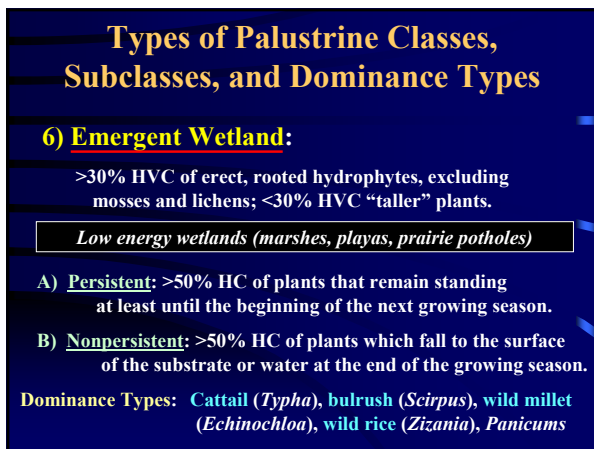 Types of Palustrine Classes,
Subclasses, and Dominance Types
6) Emergent Wetland:
>30% HVC of erect, rooted hydrophytes, excluding
mosses and lichens; <30% HVC “taller” plants.
Low energy wetlands (marshes, playas, prairie potholes)
A) Persistent: >50% HC of plants that remain standing
at least until the beginning of the next growing season.
B) Nonpersistent: >50% HC of plants which fall to the surface
of the substrate or water at the end of the growing season.
Dominance Types: Cattail (Typha), bulrush (Scirpus), wild millet
(Echinochloa), wild rice (Zizania), Panicums